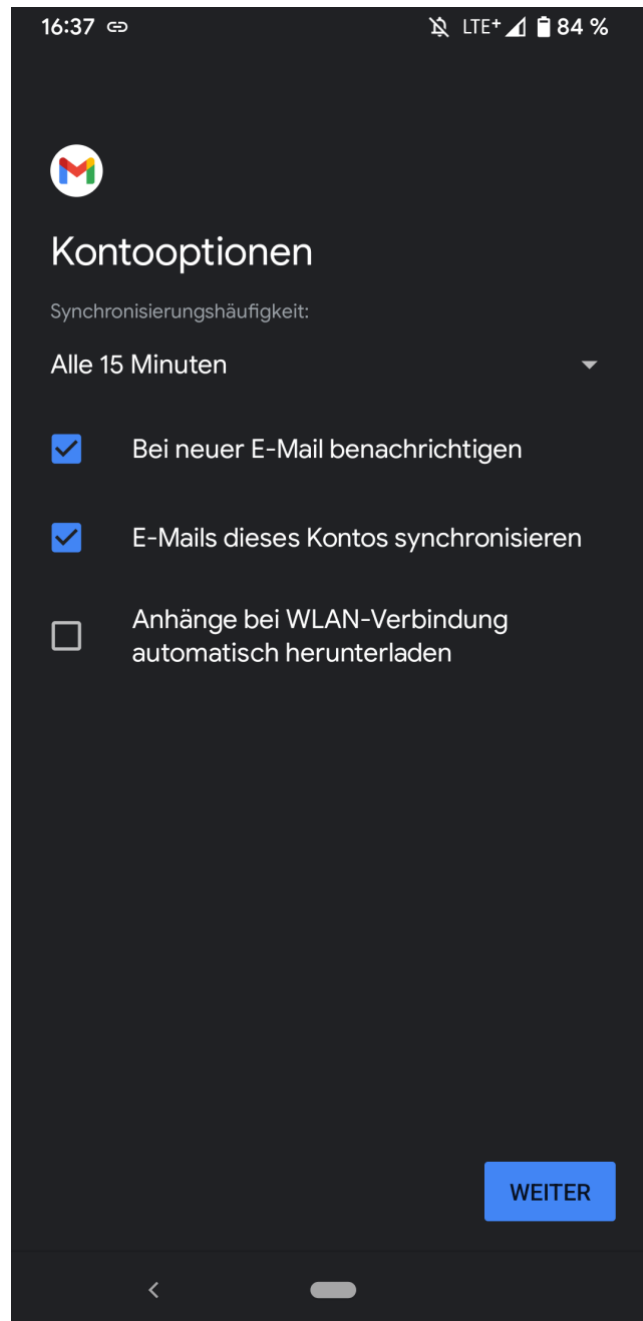 16:37 LTE+ 84 %
Kontooptionen
Synchronisierungshäufigkeit:
Alle 15 Minuten
Bei neuer E-Mail benachrichtigen
E-Mails dieses Kontos synchronisieren
Anhänge bei WLAN-Verbindung
automatisch herunterladen
WEITER